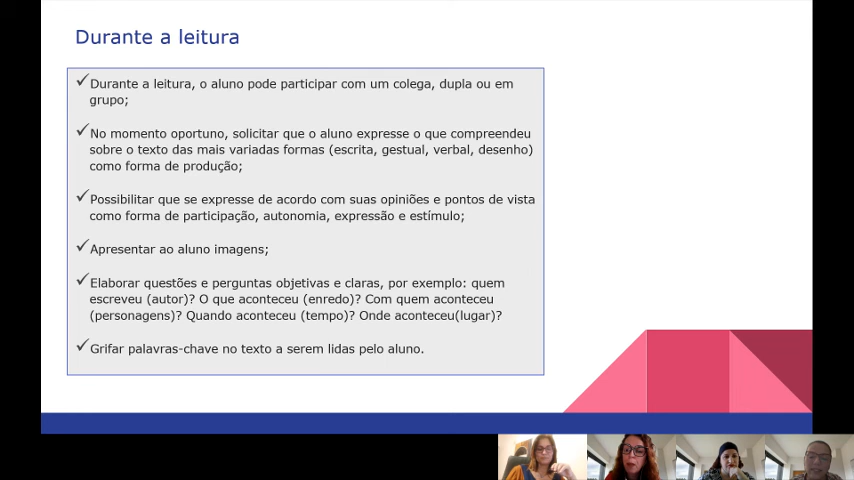 Durante a leitura
✓Durante a leitura, o aluno pode participar com um colega, dupla ou em
grupo;
✓No momento oportuno, solicitar que o aluno expresse o que compreendeu
sobre o texto das mais variadas formas (escrita, gestual, verbal, desenho)
como forma de produção;
✓Possibilitar que se expresse de acordo com suas opiniões e pontos de vista
como forma de participação, autonomia, expressão e estímulo;
✓Apresentar ao aluno imagens;
✓Elaborar questões e perguntas objetivas e claras, por exemplo: quem
escreveu (autor)? O que aconteceu (enredo)? Com quem aconteceu
(personagens)? Quando aconteceu (tempo)? Onde aconteceu(lugar)?
✓Grifar palavras-chave no texto a serem lidas pelo aluno.